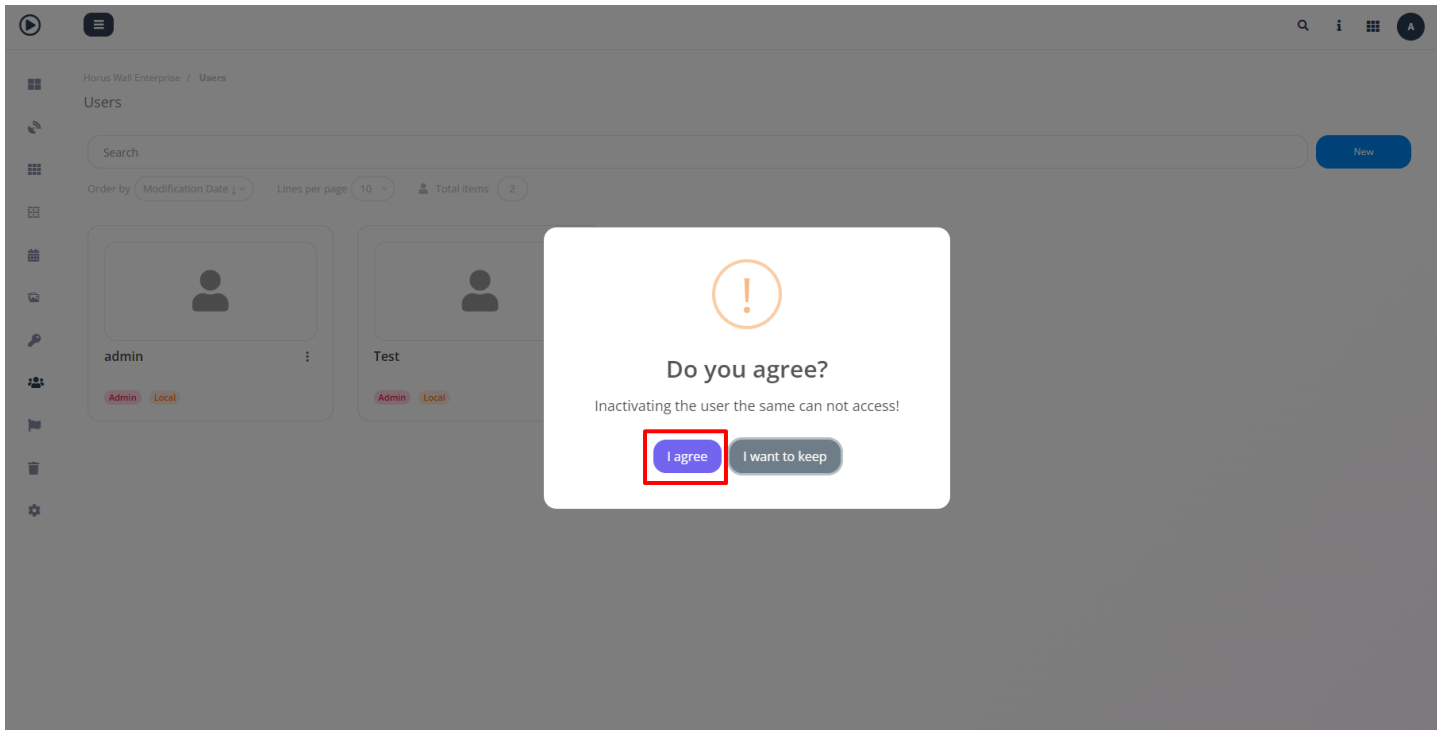 A
Horus Wall Enterprise / Users
Users
Search
New
Order by Modification Date ↓ Lines per page 10 Total items 2
admin
Test
Admin Local
Admin Local
!
Do you agree?
Inactivating the user the same can not access!
I agree
I want to keep